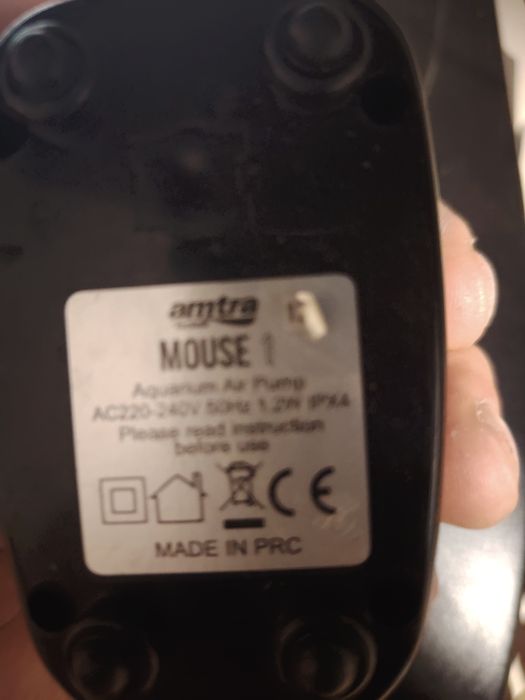 amtra
MOUSE 1
Aquarium Air Pump
AC220-240V 50Hz 1.2W IPX4
Please read instruction
before use
CE
MADE IN PRC